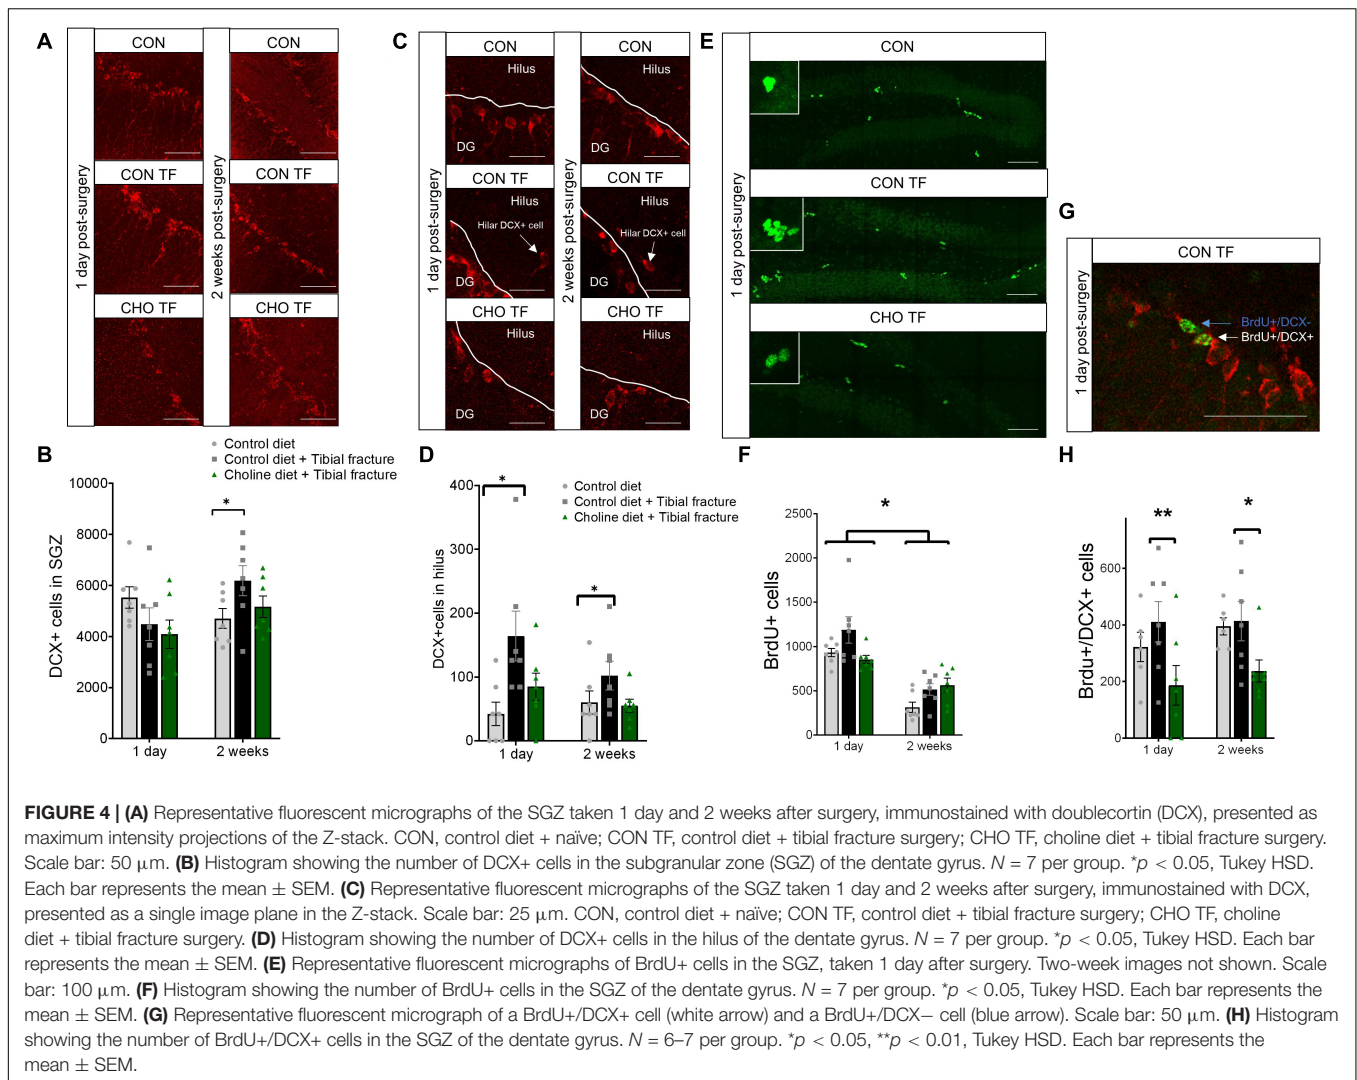 A
CON
CON
CON TF
CON TF
CHO TF
CHO TF
1 day post-surgery
2 weeks post-surgery
C
CON
CON
Hilus
Hilus
DG
DG
CON TF
CON TF
Hilus
Hilus
Hilar DCX+ cell
Hilar DCX+ cell
DG
DG
CHO TF
CHO TF
Hilus
Hilus
DG
DG
1 day post-surgery
2 weeks post-surgery
E
CON
CON TF
CHO TF
1 day post-surgery
G
CON TF
BrdU+/DCX-
BrdU+/DCX+
1 day post-surgery
B
Control diet
Control diet + Tibial fracture
Choline diet + Tibial fracture
DCX+ cells in SGZ
10000
8000
6000
4000
2000
0
*
1 day
2 weeks
D
Control diet
Control diet + Tibial fracture
Choline diet + Tibial fracture
DCX+cells in hilus
400
300
200
100
0
*
*
1 day
2 weeks
F
BrdU+ cells
2500
2000
1500
1000
500
0
*
1 day
2 weeks
H
Brdu+/DCX+ cells
600
400
200
0
**
*
1 day
2 weeks
FIGURE 4 | (A) Representative fluorescent micrographs of the SGZ taken 1 day and 2 weeks after surgery, immunostained with doublecortin (DCX), presented as
maximum intensity projections of the Z-stack. CON, control diet + naïve; CON TF, control diet + tibial fracture surgery; CHO TF, choline diet + tibial fracture surgery.
Scale bar: 50 μm. (B) Histogram showing the number of DCX+ cells in the subgranular zone (SGZ) of the dentate gyrus. N = 7 per group. *p < 0.05, Tukey HSD.
Each bar represents the mean ± SEM. (C) Representative fluorescent micrographs of the SGZ taken 1 day and 2 weeks after surgery, immunostained with DCX,
presented as a single image plane in the Z-stack. Scale bar: 25 μm. CON, control diet + naïve; CON TF, control diet + tibial fracture surgery; CHO TF, choline
diet + tibial fracture surgery. (D) Histogram showing the number of DCX+ cells in the hilus of the dentate gyrus. N = 7 per group. *p < 0.05, Tukey HSD. Each bar
represents the mean ± SEM. (E) Representative fluorescent micrographs of BrdU+ cells in the SGZ, taken 1 day after surgery. Two-week images not shown. Scale
bar: 100 μm. (F) Histogram showing the number of BrdU+ cells in the SGZ of the dentate gyrus. N = 7 per group. *p < 0.05, Tukey HSD. Each bar represents the
mean ± SEM. (G) Representative fluorescent micrograph of a BrdU+/DCX+ cell (white arrow) and a BrdU+/DCX− cell (blue arrow). Scale bar: 50 μm. (H) Histogram
showing the number of BrdU+/DCX+ cells in the SGZ of the dentate gyrus. N = 6–7 per group. *p < 0.05, **p < 0.01, Tukey HSD. Each bar represents the
mean ± SEM.